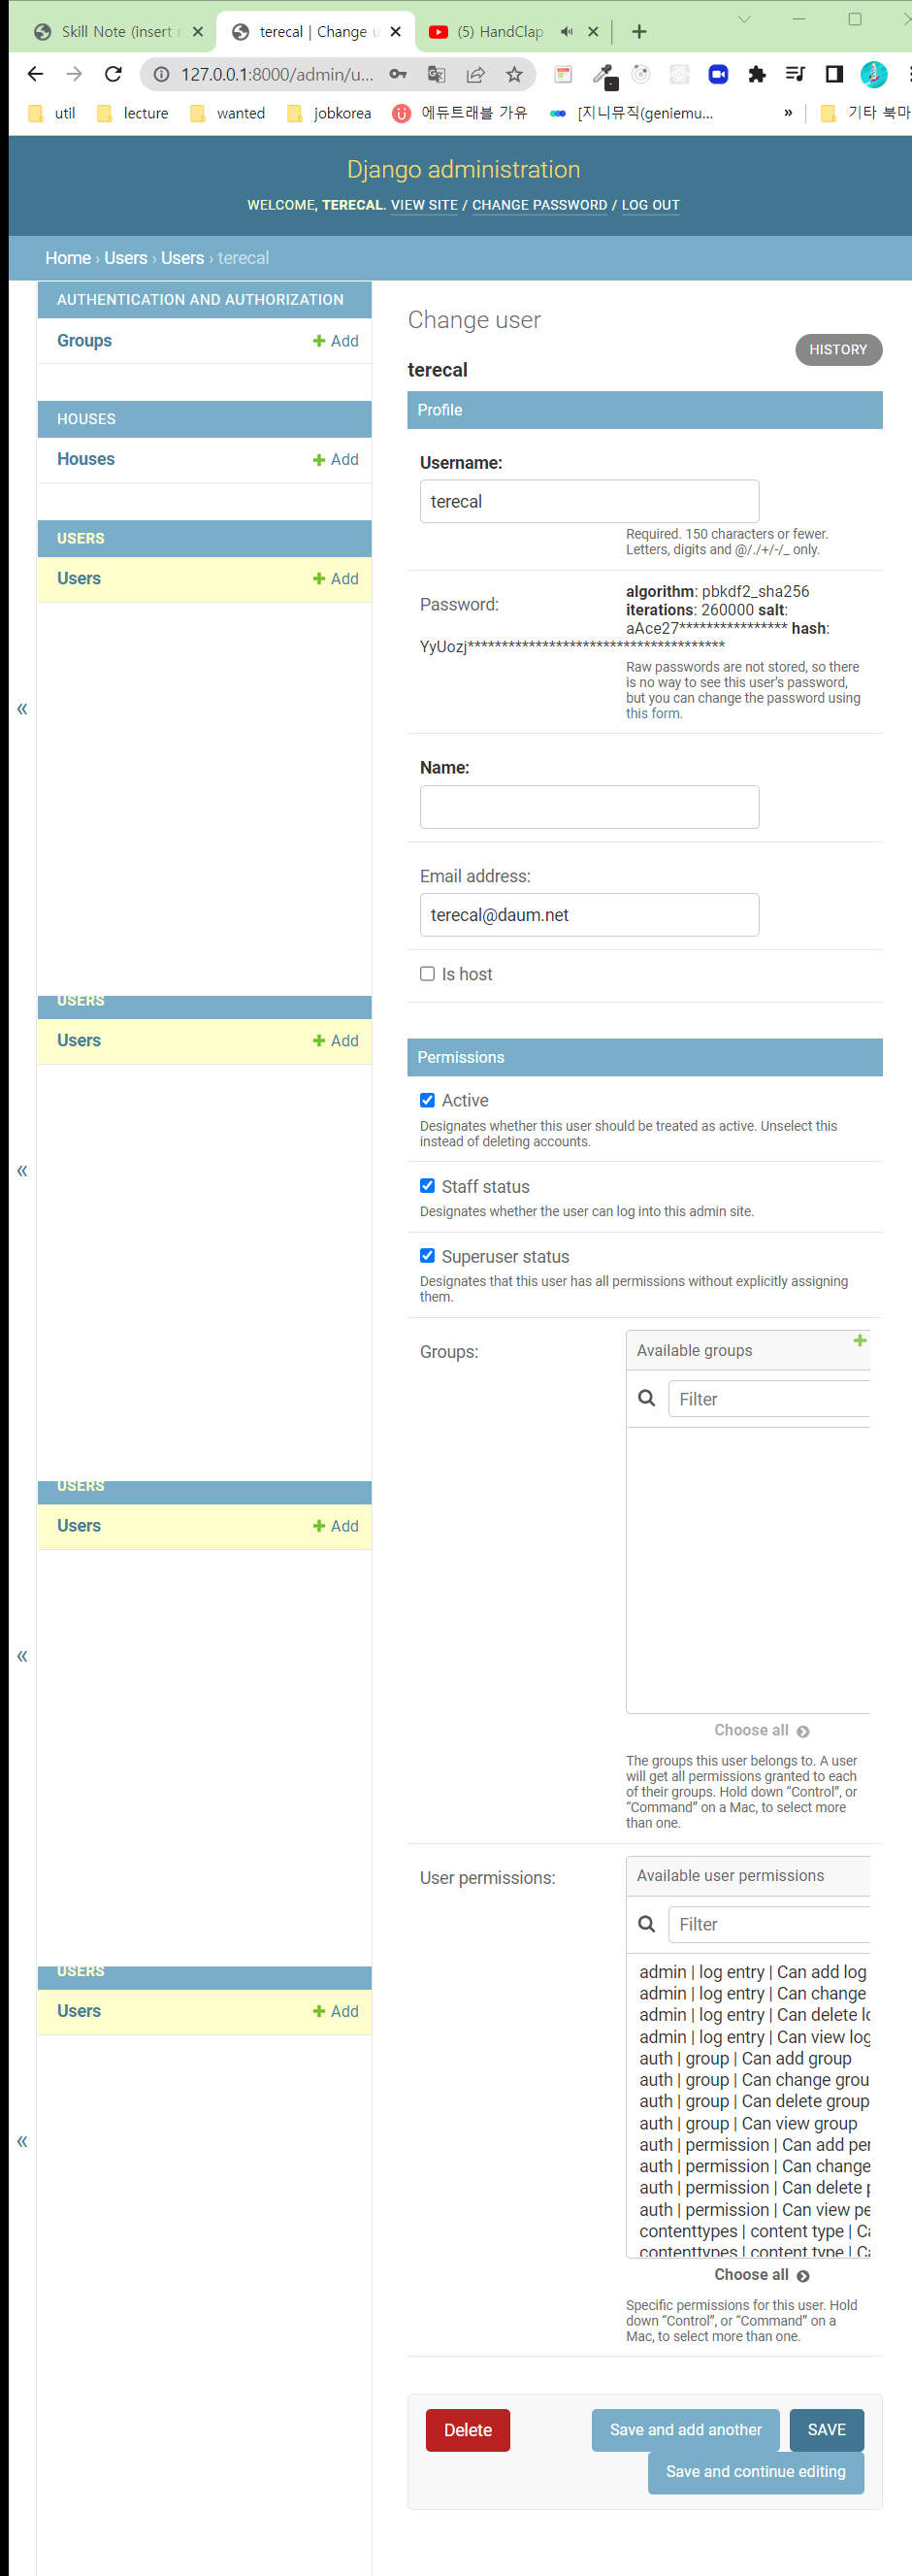 Skill Note (insert
terecal | Change u
(5) HandClap
127.0.0.1:8000/admin/u...
util
lecture
wanted
jobkorea
에듀트래블 가유
[지니뮤직(geniemu...
»
기타 북마
Django administration
WELCOME, TERECAL. VIEW SITE / CHANGE PASSWORD / LOG OUT
Home › Users › Users › terecal
AUTHENTICATION AND AUTHORIZATION
Groups
+ Add
HOUSES
Houses
+ Add
USERS
Users
+ Add
«
USERS
Users
+ Add
«
USERS
Users
+ Add
«
USERS
Users
+ Add
«
Change user
HISTORY
terecal
Profile
Username:
terecal
Required. 150 characters or fewer.
Letters, digits and @/./+/-/_ only.
Password:
algorithm: pbkdf2_sha256
iterations: 260000 salt:
aAce27**************** hash:
YyUozj**************************************
Raw passwords are not stored, so there
is no way to see this user's password,
but you can change the password using
this form.
Name:
Email address:
terecal@daum.net
Is host
Permissions
Active
Designates whether this user should be treated as active. Unselect this
instead of deleting accounts.
Staff status
Designates whether the user can log into this admin site.
Superuser status
Designates that this user has all permissions without explicitly assigning
them.
Groups:
Available groups
Filter
Choose all
The groups this user belongs to. A user
will get all permissions granted to each
of their groups. Hold down “Control”, or
“Command” on a Mac, to select more
than one.
User permissions:
Available user permissions
Filter
admin | log entry | Can add log
admin | log entry | Can change
admin | log entry | Can delete lo
admin | log entry | Can view log
auth | group | Can add group
auth | group | Can change grou
auth | group | Can delete group
auth | group | Can view group
auth | permission | Can add per
auth | permission | Can change
auth | permission | Can delete p
auth | permission | Can view pe
contenttypes | content type | Ca
contenttypes | content type | Ca
Choose all
Specific permissions for this user. Hold
down “Control”, or “Command” on a
Mac, to select more than one.
Delete
Save and add another
SAVE
Save and continue editing